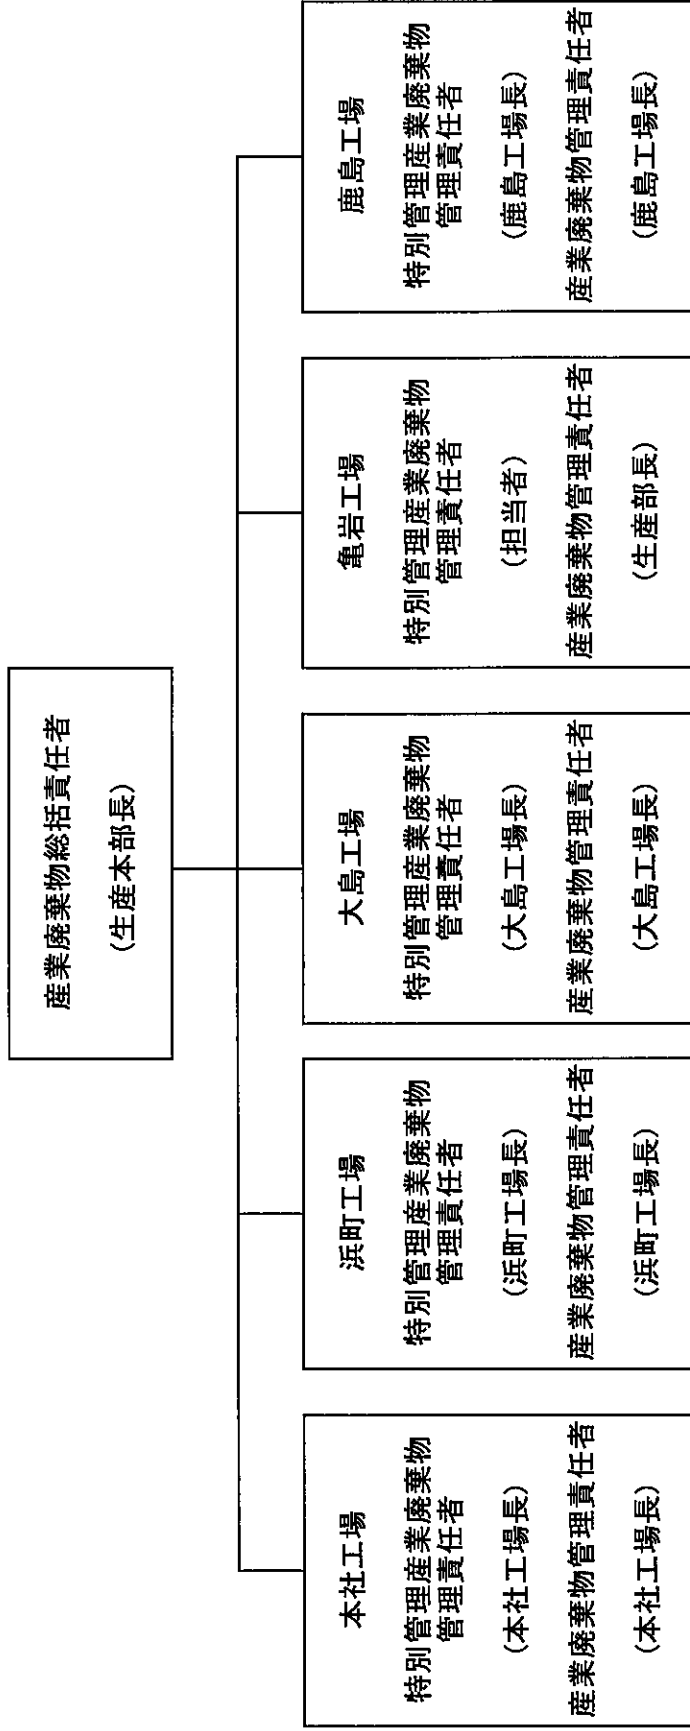 産業廃棄物総括責任者
(生産本部長)
本社工場
特別管理産業廃棄物
管理責任者
(本社工場長)
産業廃棄物管理責任者
(本社工場長)
浜町工場
特別管理産業廃棄物
管理責任者
(浜町工場長)
産業廃棄物管理責任者
(浜町工場長)
大島工場
特別管理産業廃棄物
管理責任者
(大島工場長)
産業廃棄物管理責任者
(大島工場長)
亀岩工場
特別管理産業廃棄物
管理責任者
(担当者)
産業廃棄物管理責任者
(生産部長)
鹿島工場
特別管理産業廃棄物
管理責任者
(鹿島工場長)
産業廃棄物管理責任者
(鹿島工場長)